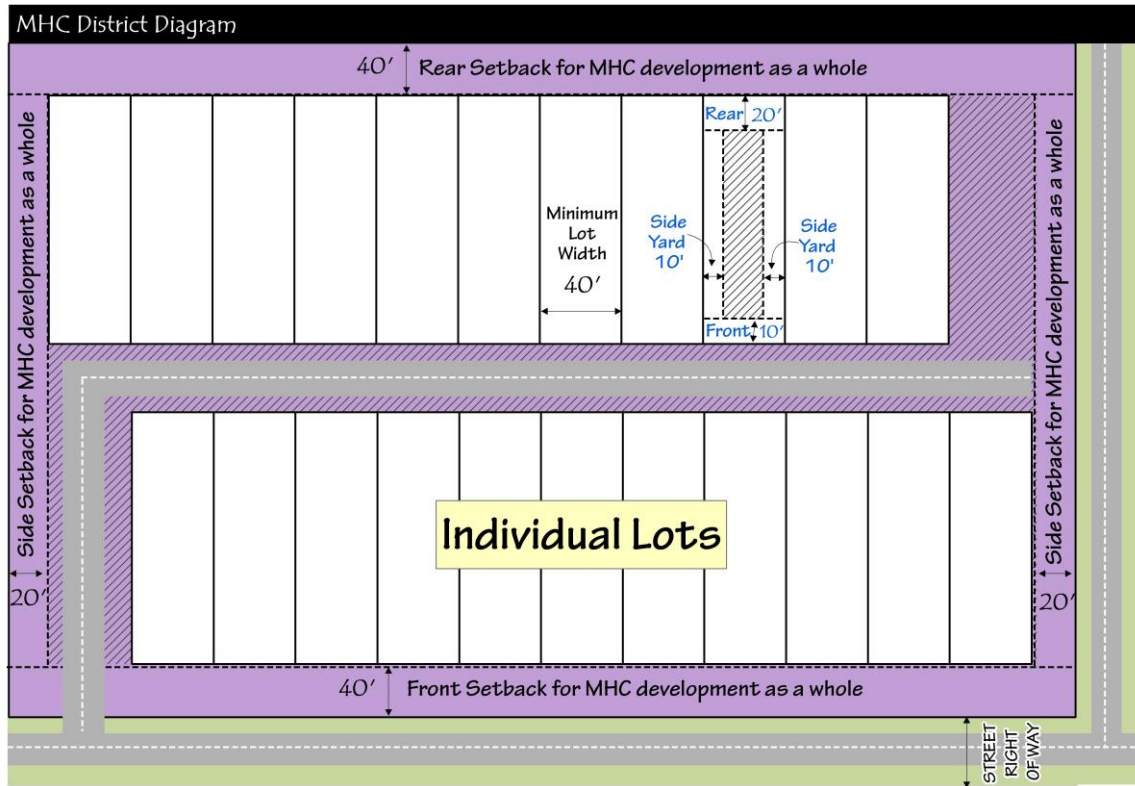 MHC District Diagram
40' Rear Setback for MHC development as a whole
Side Setback for MHC development as a whole
20'
Rear 20'
Minimum
Lot
Width
40'
Side
Yard
10'
Side
Yard
10'
Front 10'
Side Setback for MHC development as a whole
20'
Individual Lots
40' Front Setback for MHC development as a whole
STREET
RIGHT
OF WAY